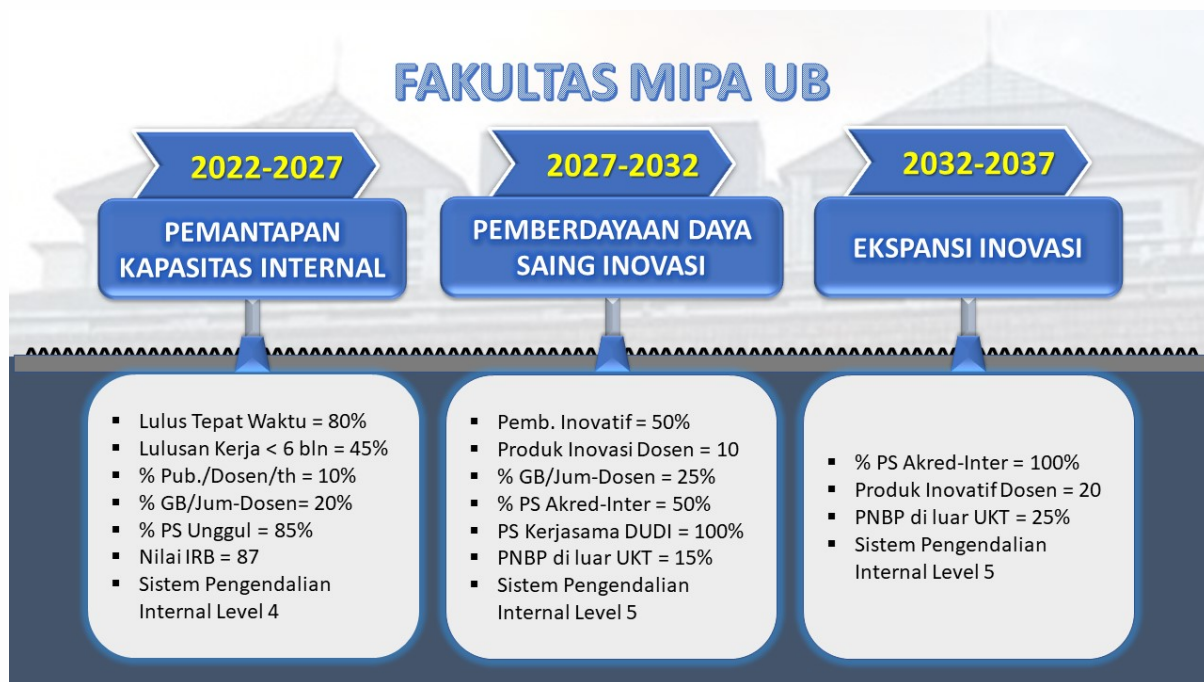 FAKULTAS MIPA UB
2022-2027
PEMANTAPAN
KAPASITAS INTERNAL
▪ Lulus Tepat Waktu = 80%
▪ Lulusan Kerja < 6 bln = 45%
▪ % Pub./Dosen/th = 10%
▪ % GB/Jum-Dosen= 20%
▪ % PS Unggul = 85%
▪ Nilai IRB = 87
▪ Sistem Pengendalian
Internal Level 4
2027-2032
PEMBERDAYAAN DAYA
SAING INOVASI
▪ Pemb. Inovatif = 50%
▪ Produk Inovasi Dosen = 10
▪ % GB/Jum-Dosen = 25%
▪ % PS Akred-Inter = 50%
▪ PS Kerjasama DUDI = 100%
▪ PNBP di luar UKT = 15%
▪ Sistem Pengendalian
Internal Level 5
2032-2037
EKSPANSI INOVASI
▪ % PS Akred-Inter = 100%
▪ Produk Inovatif Dosen = 20
▪ PNBP di luar UKT = 25%
▪ Sistem Pengendalian
Internal Level 5